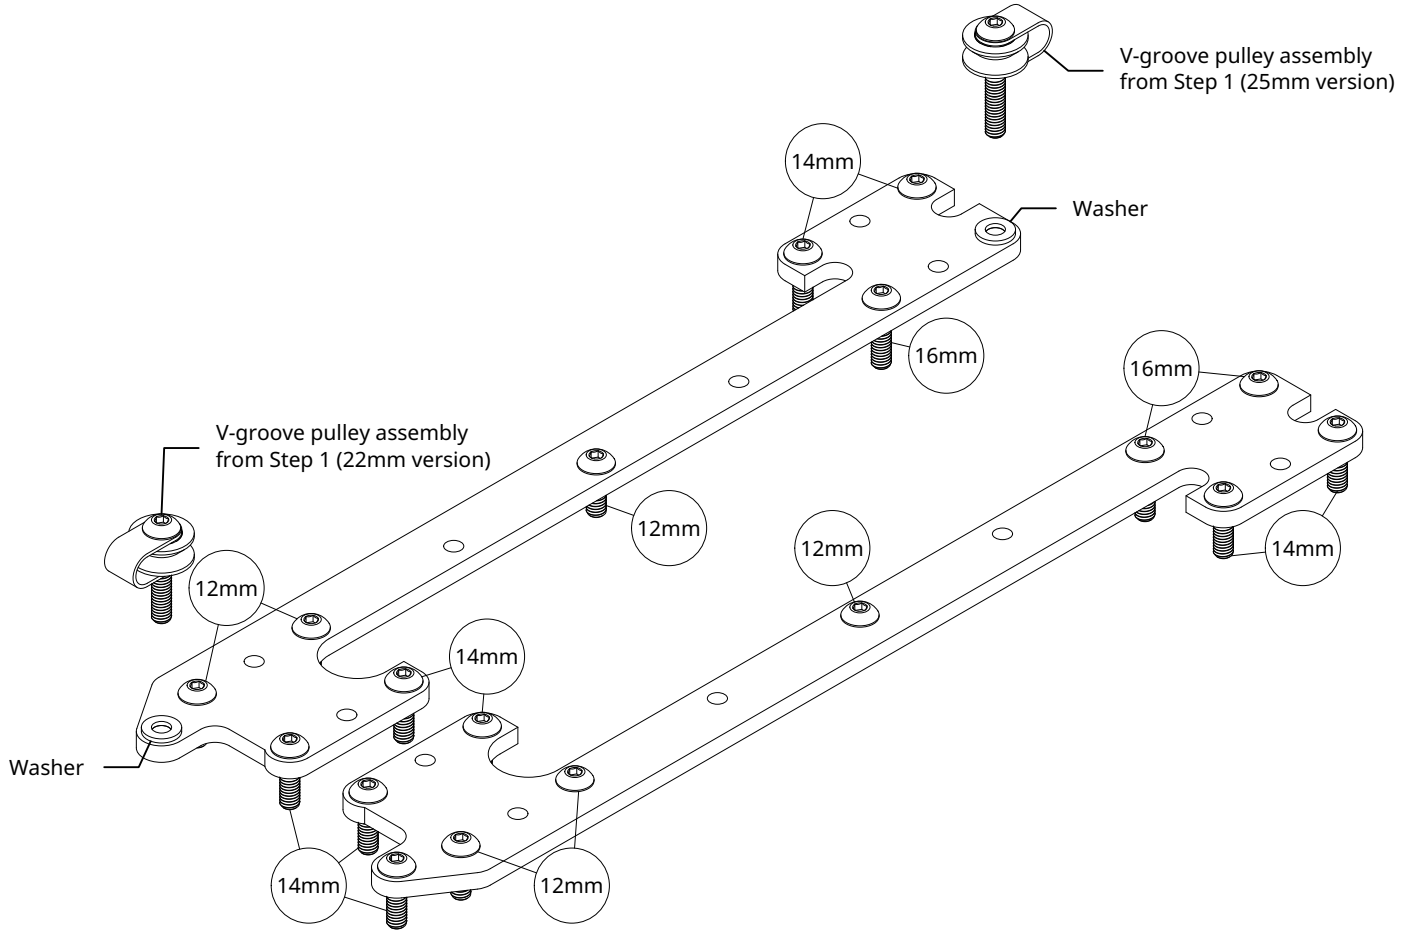 V-groove pulley assembly
from Step 1 (25mm version)
14mm
Washer
16mm
16mm
V-groove pulley assembly
from Step 1 (22mm version)
12mm
12mm
14mm
12mm
14mm
Washer
14mm
12mm